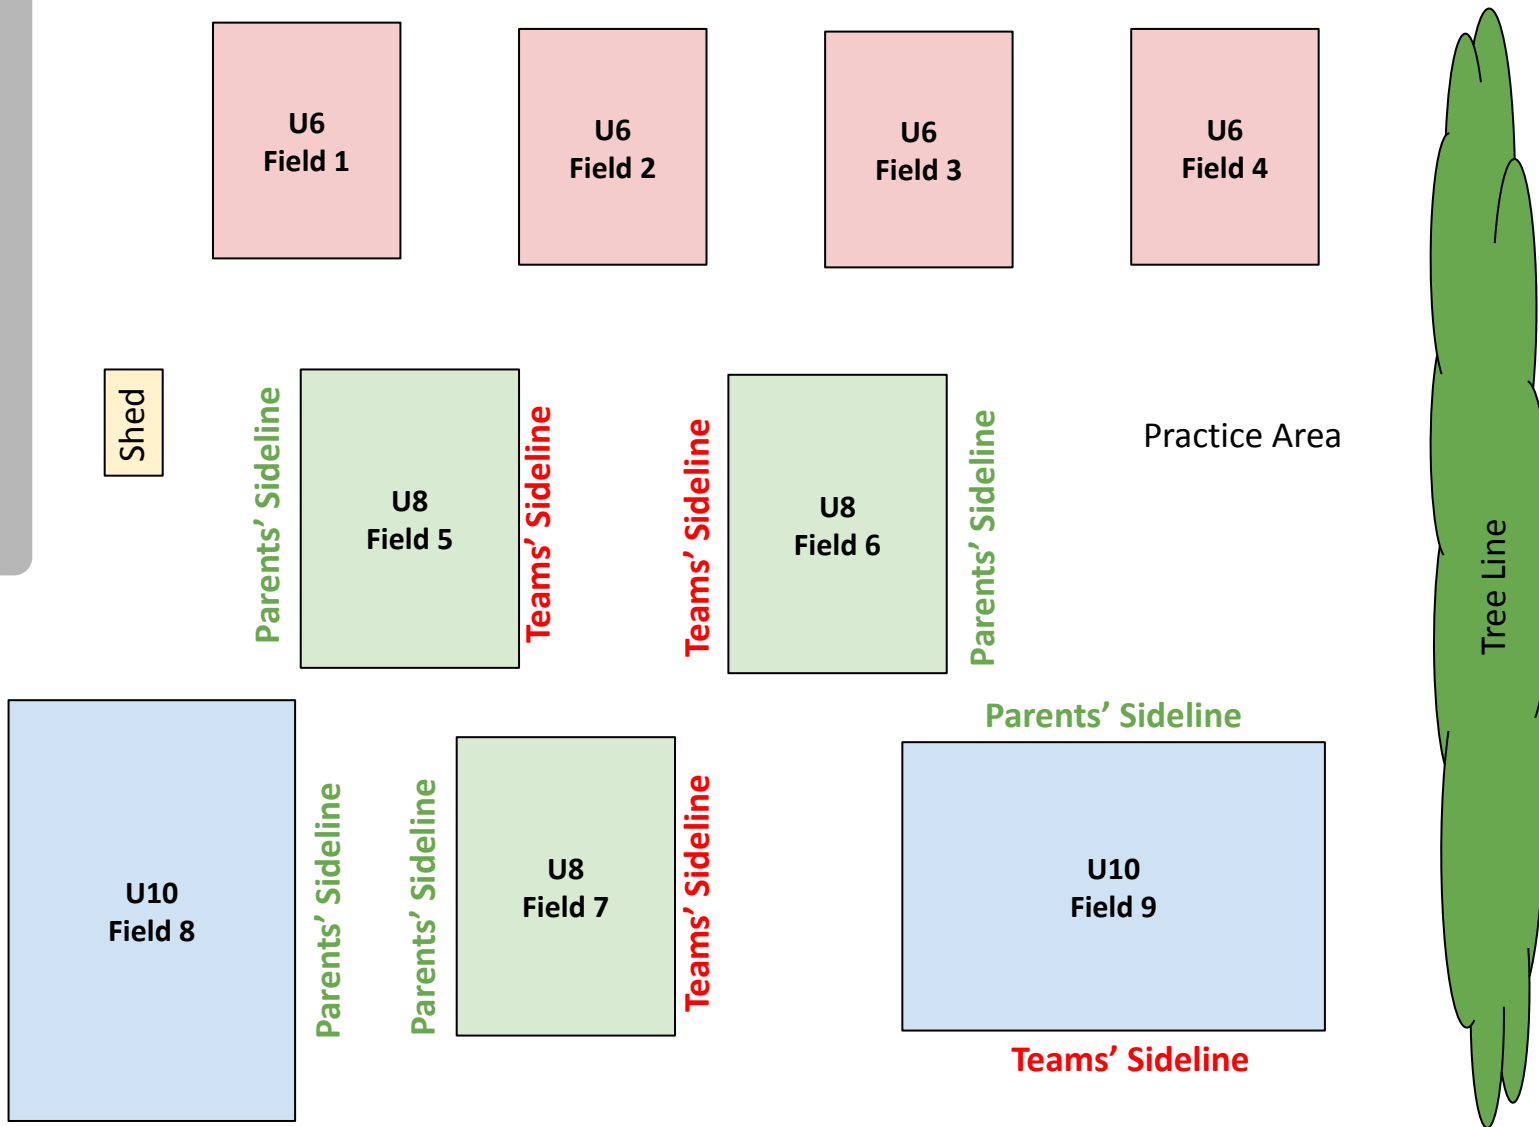 U6
Field 1
U6
Field 2
U6
Field 3
U6
Field 4
Shed
Parents’ Sideline
U8
Field 5
Teams’ Sideline
Teams’ Sideline
U8
Field 6
Parents’ Sideline
Practice Area
Tree Line
U10
Field 8
Parents’ Sideline
Parents’ Sideline
U8
Field 7
Teams’ Sideline
Parents’ Sideline
U10
Field 9
Teams’ Sideline